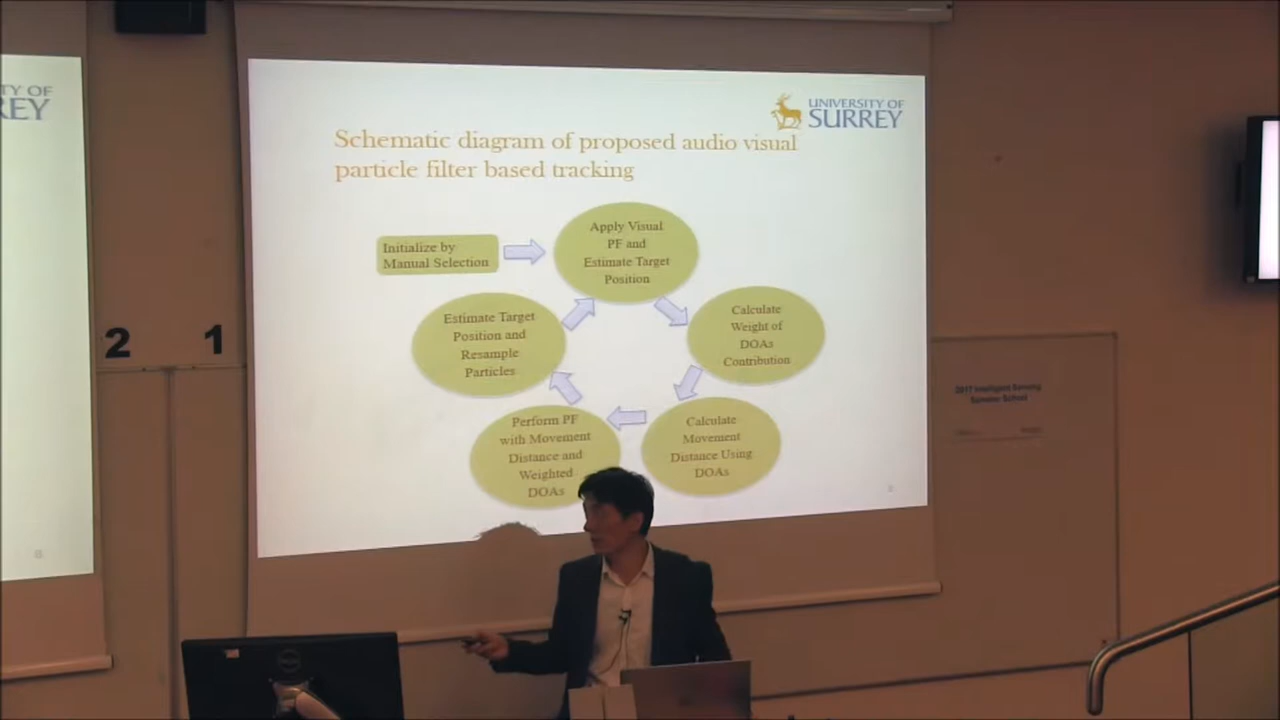 TY OF
REY
UNIVERSITY OF
SURREY
Schematic diagram of proposed audio visual
particle filter based tracking
Initialize by
Manual Selection
Apply Visual
PF and
Estimate Target
Position
Calculate
Weight of
DOAs
Contribution
Calculate
Movement
Distance Using
DOAs
Perform PF
with Movement
Distance and
Weighted
DOAs
Estimate Target
Position and
Resample
Particles
2
1
2017 Intelligent Sensing
Summer School